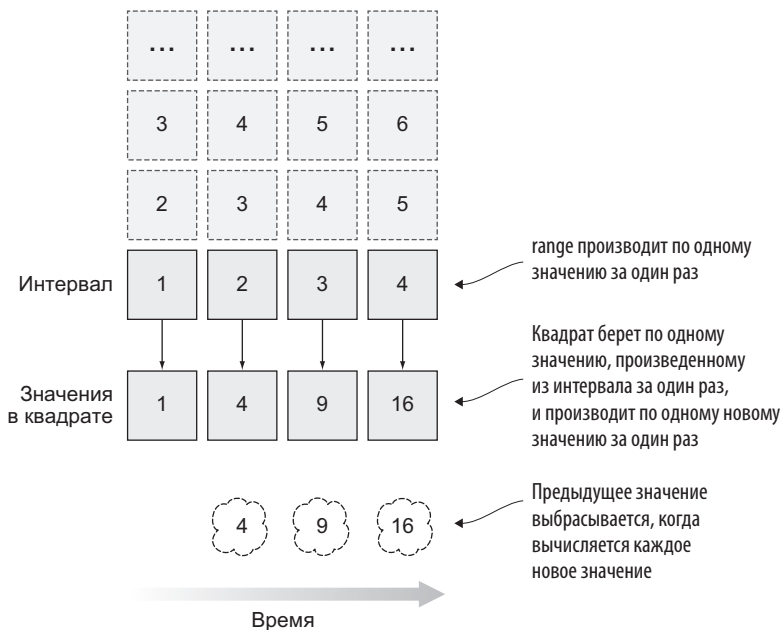 ... ... ... ...
3 4 5 6
2 3 4 5
Интервал 1 2 3 4
range производит по одному
значению за один раз
Значения
в квадрате
1 4 9 16
Квадрат берет по одному
значению, произведенному
из интервала за один раз,
и производит по одному новому
значению за один раз
4 9 16
Предыдущее значение
выбрасывается, когда
вычисляется каждое
новое значение
Время